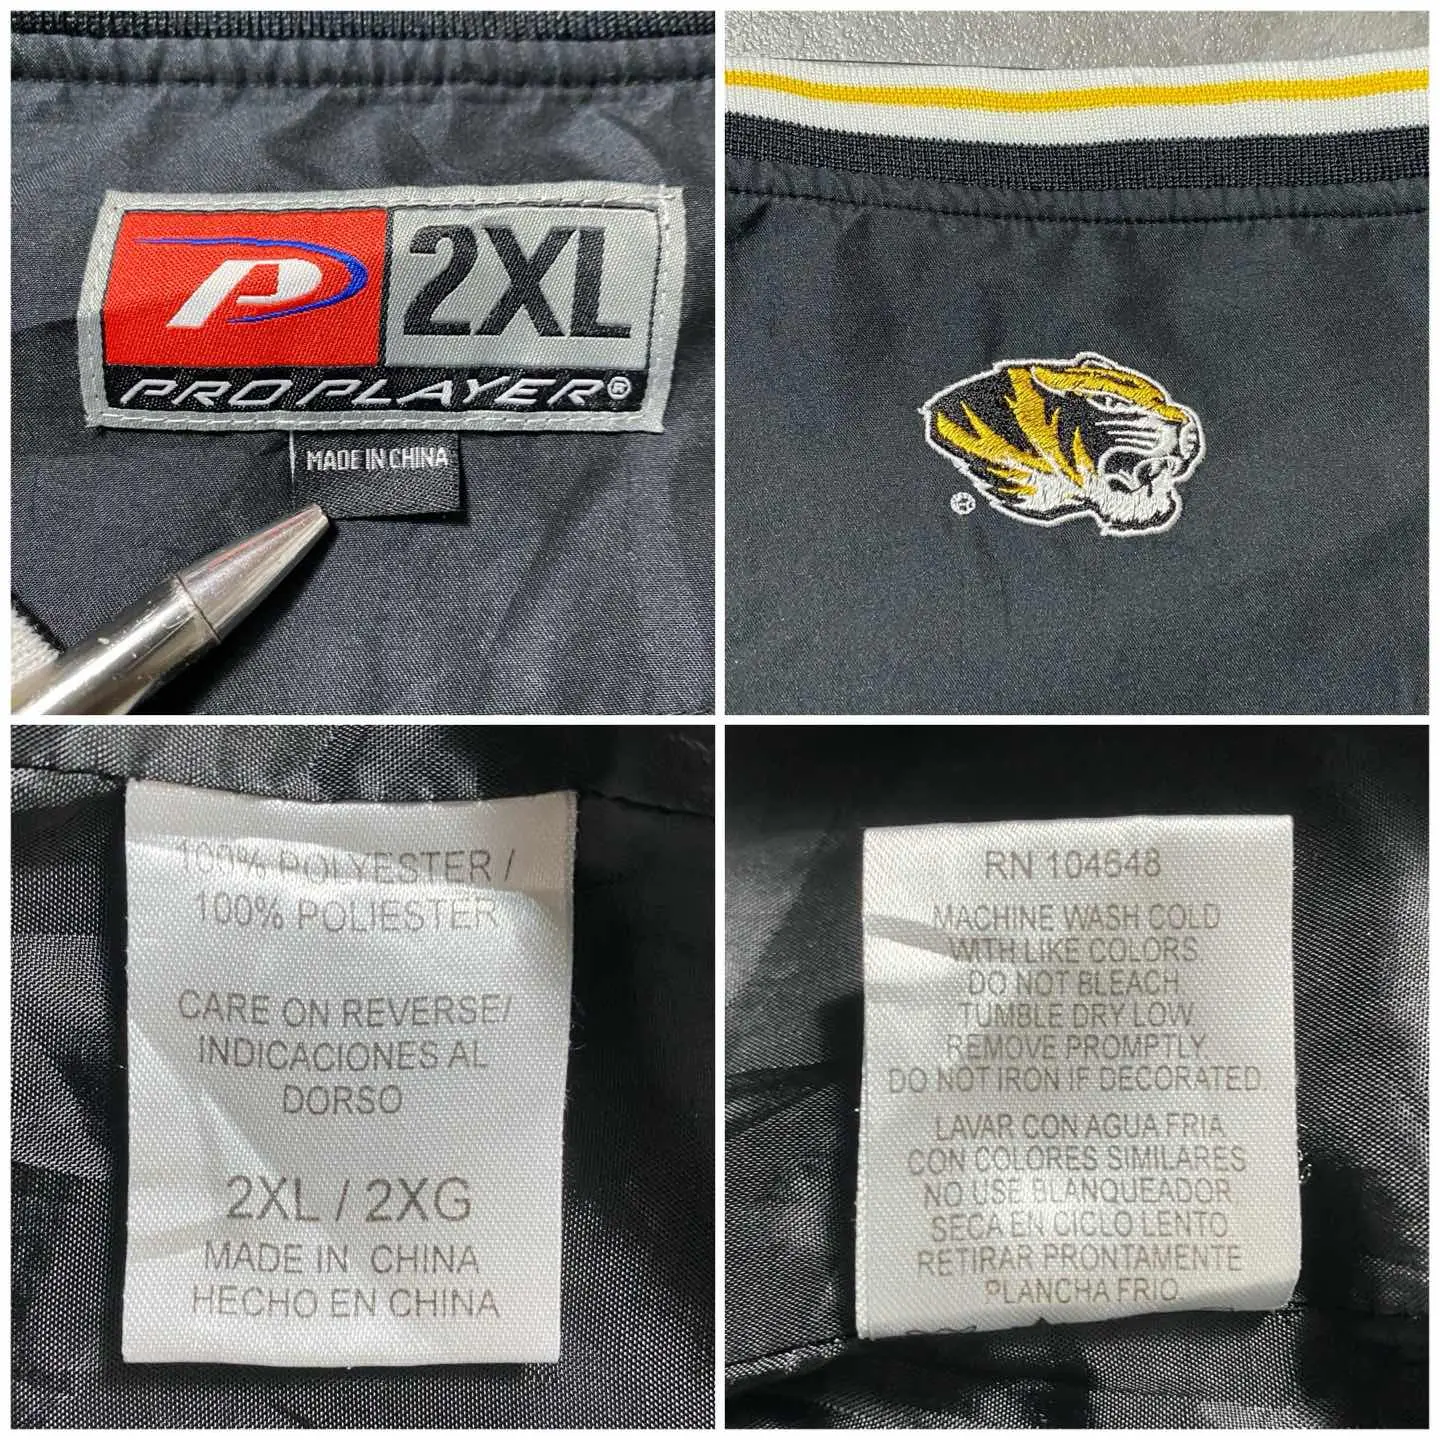 2XL
PRO PLAYER®
MADE IN CHINA
®
100% POLYESTER /
100% POLIESTER
CARE ON REVERSE/
INDICACIONES AL
DORSO
2XL / 2XG
MADE IN CHINA
HECHO EN CHINA
RN 104648
MACHINE WASH COLD
WITH LIKE COLORS
DO NOT BLEACH
TUMBLE DRY LOW
REMOVE PROMPTLY.
DO NOT IRON IF DECORATED.
LAVAR CON AGUA FRIA
CON COLORES SIMILARES
NO USE BLANQUEADOR
SECA EN CICLO LENTO
RETIRAR PRONTAMENTE
PLANCHA FRIO.